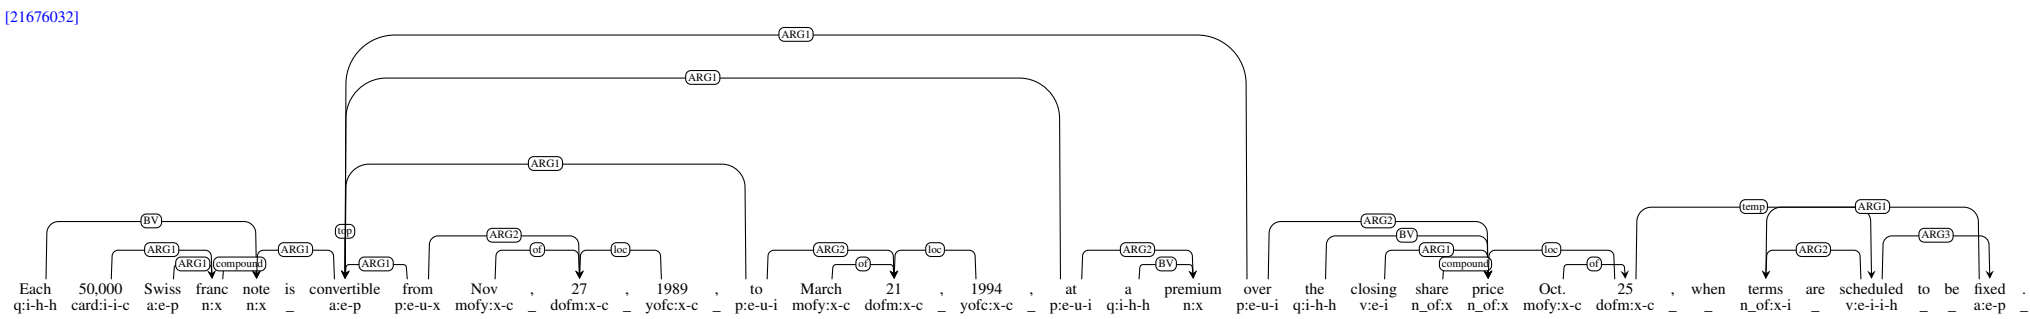 [21676032]
ARG1
ARG1
ARG1
temp ARG1
BV ARG2
top ARG2 BV ARG3
ARG1 ARG1 of loc ARG2 loc ARG2 ARG1 loc ARG2
ARG1 compound ARG1 of BV compound of
Each 50,000 Swiss franc note is convertible from Nov , 27 , 1989 , to March 21 , 1994 , at a premium over the closing share price Oct. 25 , when terms are scheduled to be fixed .
q:i-h-h card:i-i-c a:e-p n:x n:x _ a:e-p p:e-u-x mofy:x-c _ dofm:x-c _ yofc:x-c _ p:e-u-i mofy:x-c dofm:x-c _ yofc:x-c _ p:e-u-i q:i-h-h n:x p:e-u-i q:i-h-h v:e-i n_of:x n_of:x mofy:x-c dofm:x-c _ _ n_of:x-i _ v:e-i-i-h _ _ a:e-p _